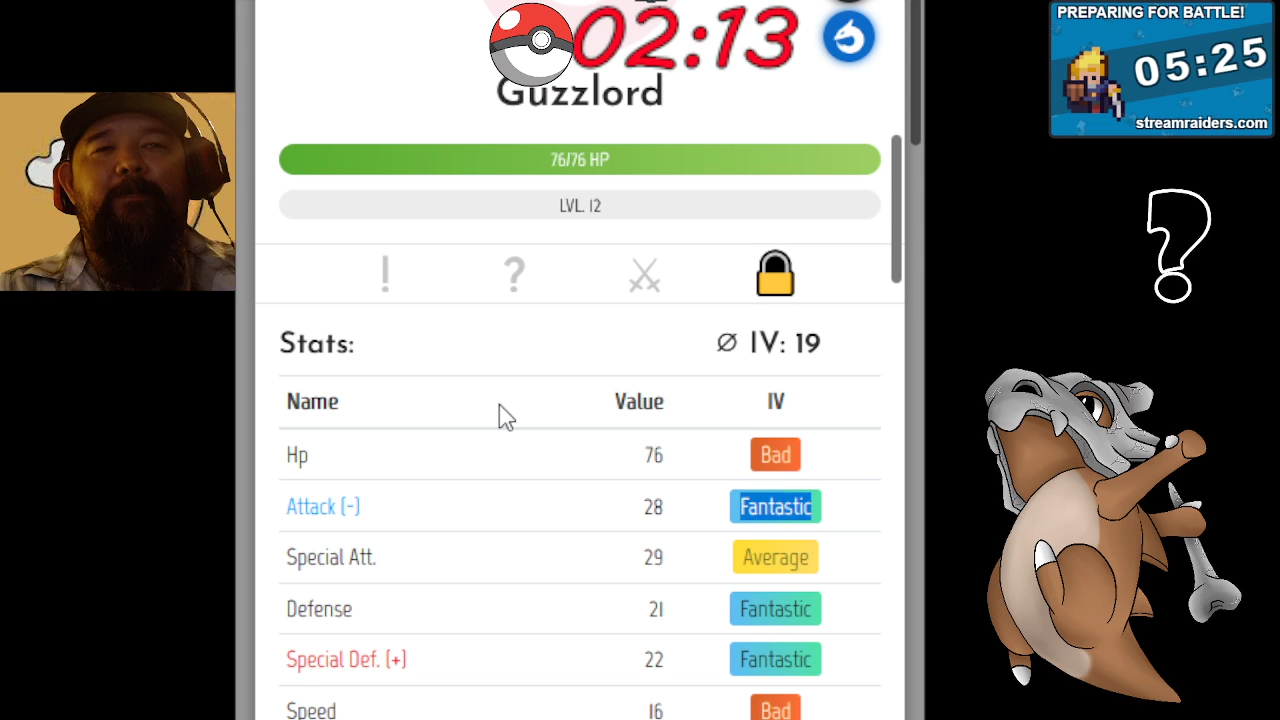 PREPARING FOR BATTLE!
02:13
05:25
streamraiders.com
Guzzlord
76/76 HP
LVL. 12
! ?
Stats: Ø IV: 19
Name Value IV
Hp 76 Bad
Attack (-) 28 Fantastic
Special Att. 29 Average
Defense 21 Fantastic
Special Def. (+) 22 Fantastic
Speed 16 Bad
?